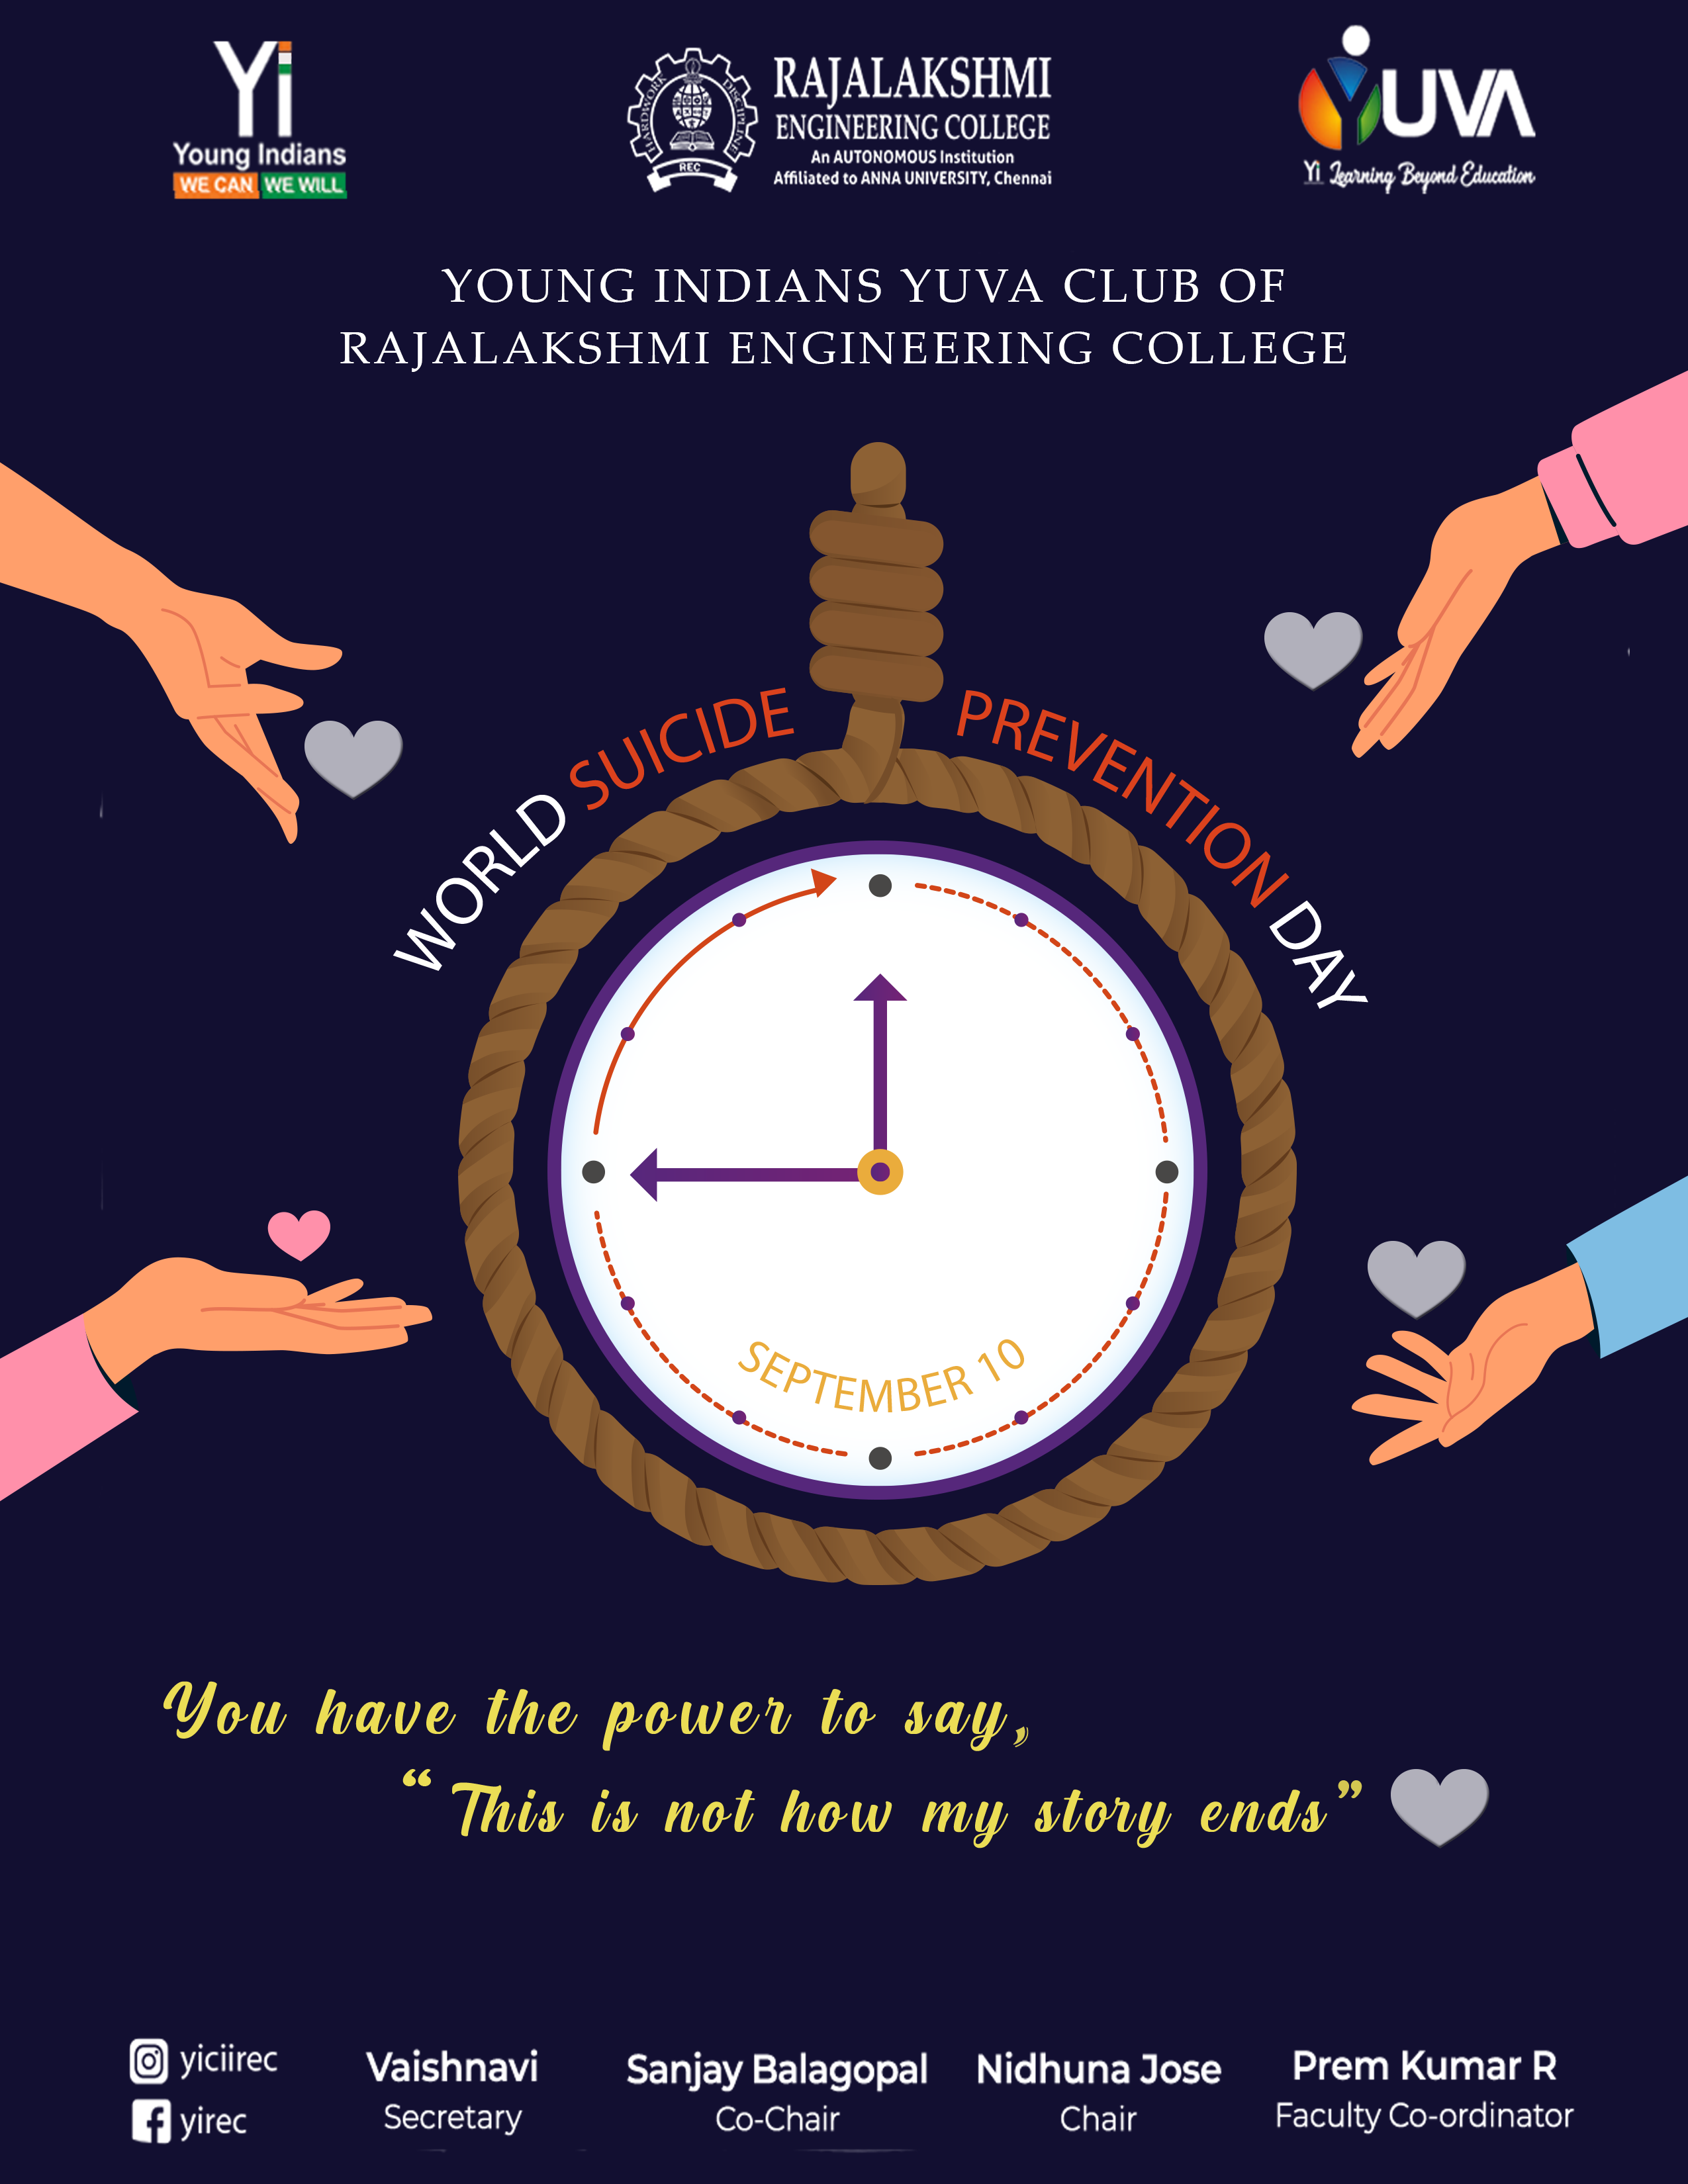 Yi
Young Indians
WE CAN WE WILL
HARDWORK DISCIPLINE
REC
RAJALAKSHMI
ENGINEERING COLLEGE
An AUTONOMOUS Institution
Affiliated to ANNA UNIVERSITY, Chennai
YUVA
Yi Learning Beyond Education
YOUNG INDIANS YUVA CLUB OF
RAJALAKSHMI ENGINEERING COLLEGE
WORLD SUICIDE PREVENTION DAY
SEPTEMBER 10
You have the power to say,
“ This is not how my story ends”
yiciirec
yirec
Vaishnavi
Secretary
Sanjay Balagopal
Co-Chair
Nidhuna Jose
Chair
Prem Kumar R
Faculty Co-ordinator